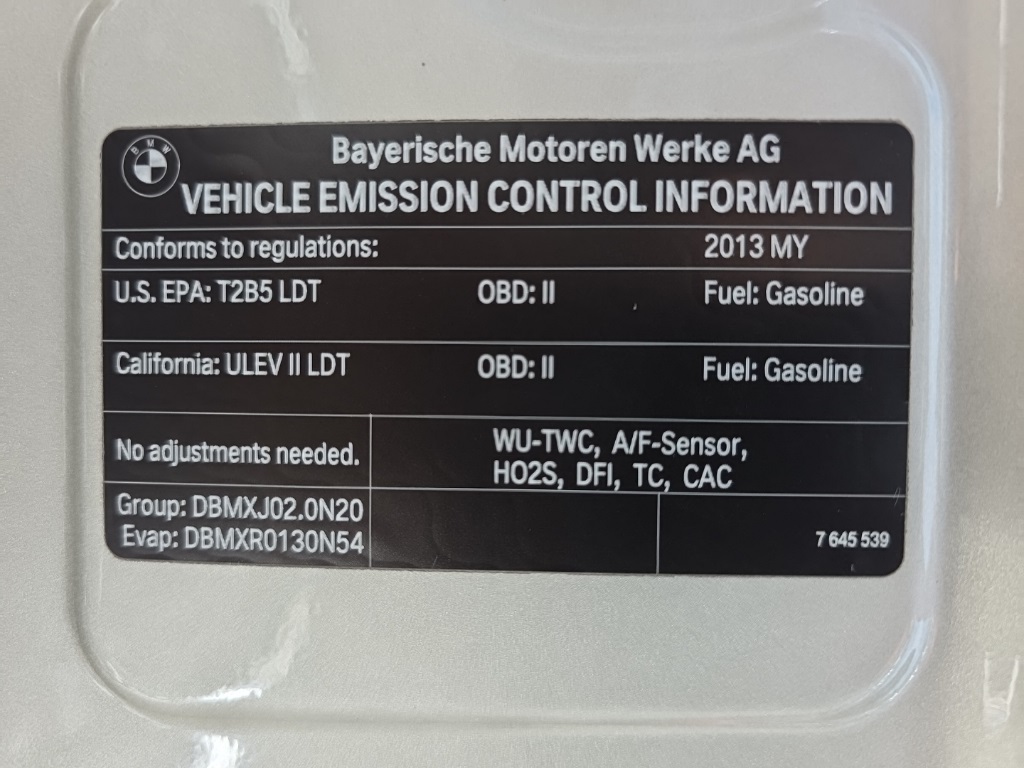 BMW
Bayerische Motoren Werke AG
VEHICLE EMISSION CONTROL INFORMATION
Conforms to regulations: 2013 MY
U.S. EPA: T2B5 LDT OBD: II Fuel: Gasoline
California: ULEV II LDT OBD: II Fuel: Gasoline
No adjustments needed.
WU-TWC, A/F-Sensor,
HO2S, DFI, TC, CAC
Group: DBMXJ02.0N20
Evap: DBMXR0130N54
7 645 539